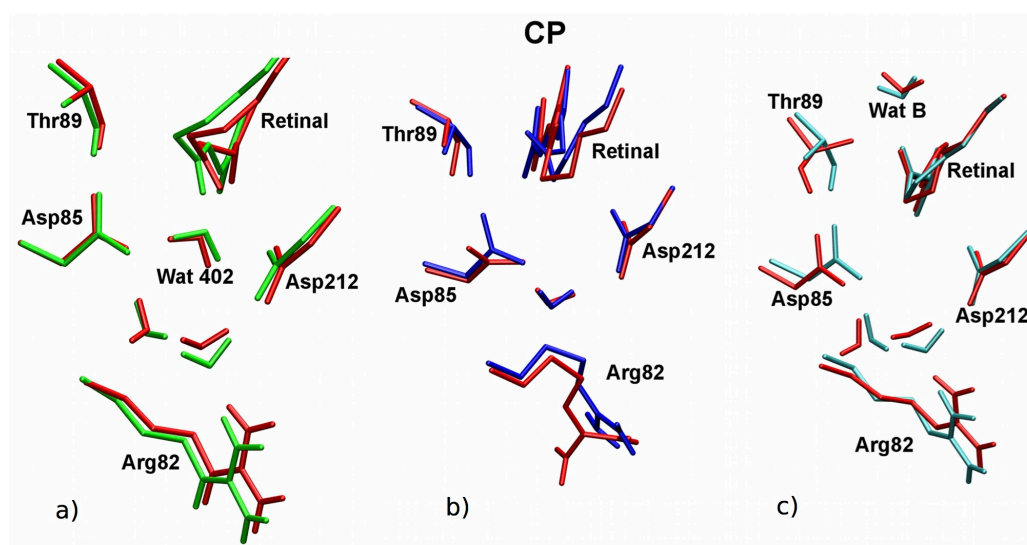 CP
Thr89
Retinal
Asp85
Wat 402
Asp212
Arg82
a)
Thr89
Retinal
Asp212
Asp85
Arg82
b)
Wat B
Thr89
Retinal
Asp85
Asp212
Arg82
c)